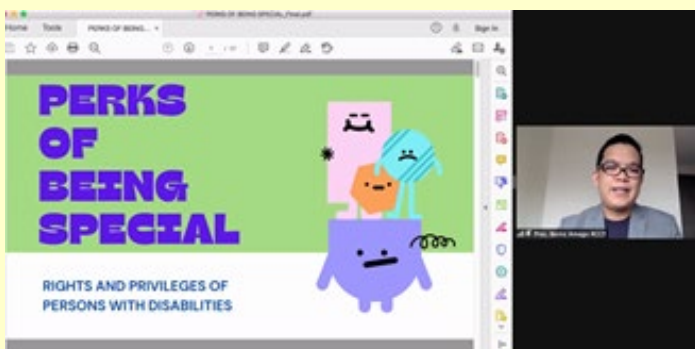 PERKS OF BEING SPECIAL_Final.pdf
Home Tools PERKS OF BEING... × Sign In
PERKS
OF
BEING
SPECIAL
RIGHTS AND PRIVILEGES OF
PERSONS WITH DISABILITIES